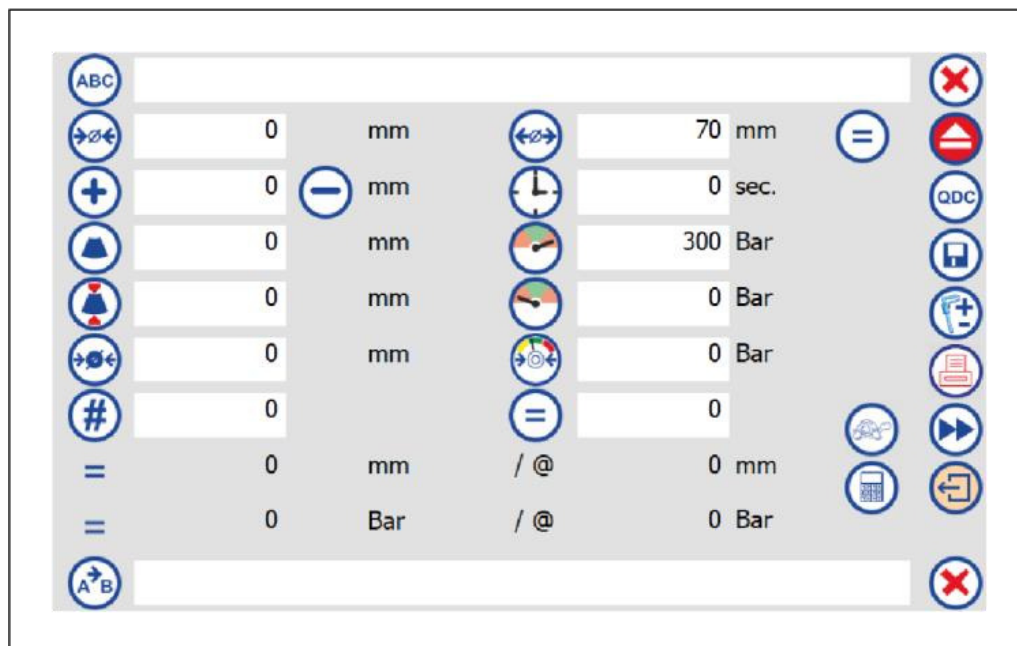 ABC
0 mm 70 mm =
+ 0 − mm 0 sec.
0 mm 300 Bar
0 mm 0 Bar
0 mm 0 Bar
# 0 = 0
= 0 mm / @ 0 mm
= 0 Bar / @ 0 Bar
A B
QDC
+
-